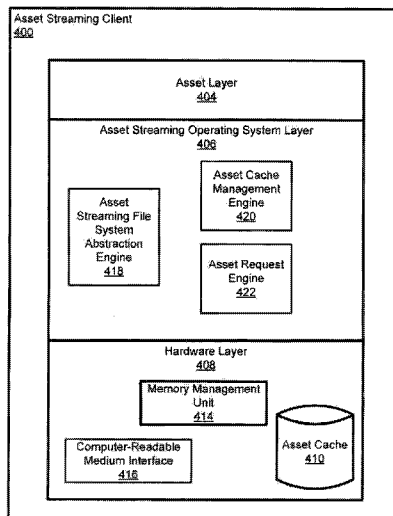 Asset Streaming Client
400
Asset Layer
404
Asset Streaming Operating System Layer
406
Asset
Streaming File
System
Abstraction
Engine
418
Asset Cache
Management
Engine
420
Asset Request
Engine
422
Hardware Layer
408
Memory Management
Unit
414
Computer-Readable
Medium Interface
416
Asset Cache
410